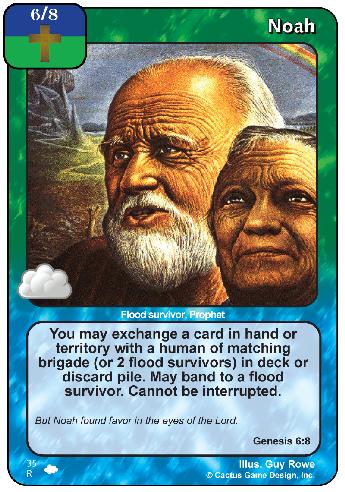 6/8
Noah
Flood survivor, Prophet
You may exchange a card in hand or
territory with a human of matching
brigade (or 2 flood survivors) in deck or
discard pile. May band to a flood
survivor. Cannot be interrupted.
But Noah found favor in the eyes of the Lord.
Genesis 6:8
35
R
Illus. Guy Rowe
© Cactus Game Design, Inc.